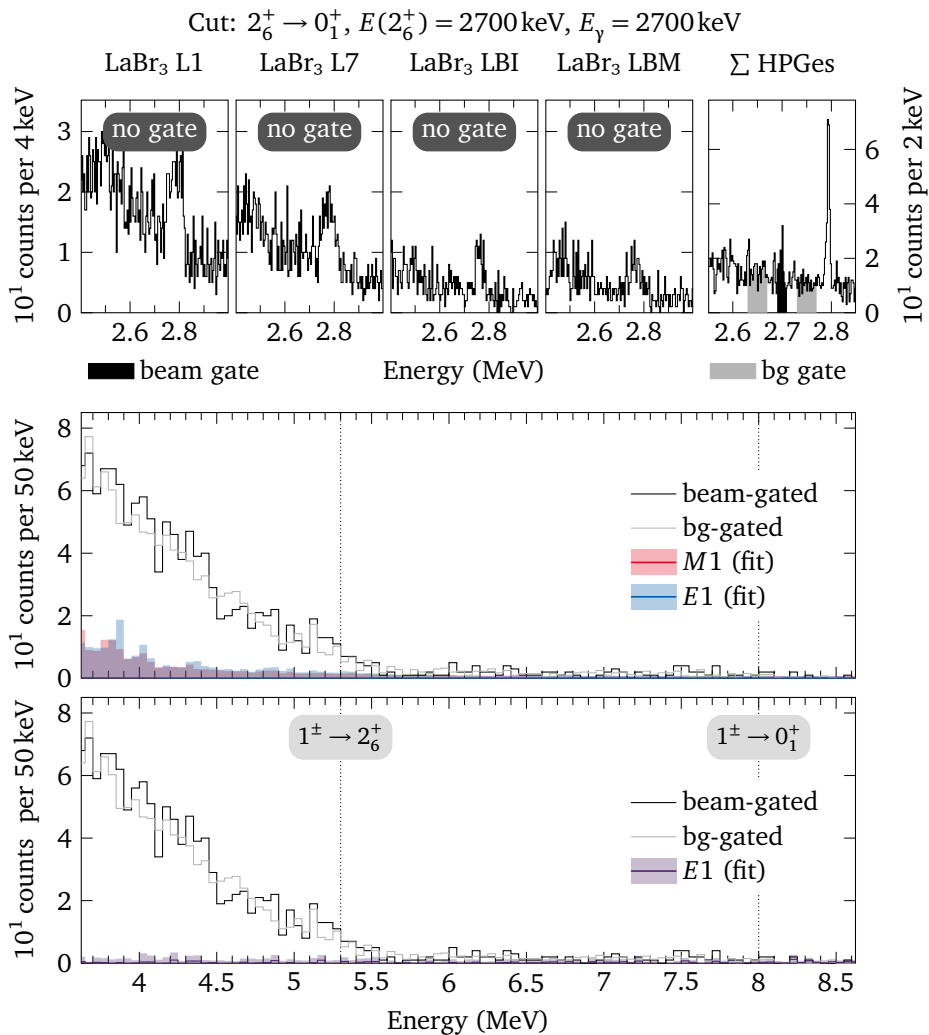 Cut: 2₆⁺ → 0₁⁺, E(2₆⁺) = 2700 keV, Eγ = 2700 keV
LaBr₃ L1 LaBr₃ L7 LaBr₃ LBI LaBr₃ LBM ∑ HPGes
no gate no gate no gate no gate
10¹ counts per 4 keV
0 1 2 3
10¹ counts per 2 keV
0 2 4 6
2.6 2.8 2.6 2.8 2.6 2.8 2.6 2.8 2.6 2.7 2.8
beam gate Energy (MeV) bg gate
10¹ counts per 50 keV
0 2 4 6 8
beam-gated
bg-gated
M1 (fit)
E1 (fit)
10¹ counts per 50 keV
0 2 4 6 8
1± → 2₆⁺ 1± → 0₁⁺
beam-gated
bg-gated
E1 (fit)
4 4.5 5 5.5 6 6.5 7 7.5 8 8.5
Energy (MeV)